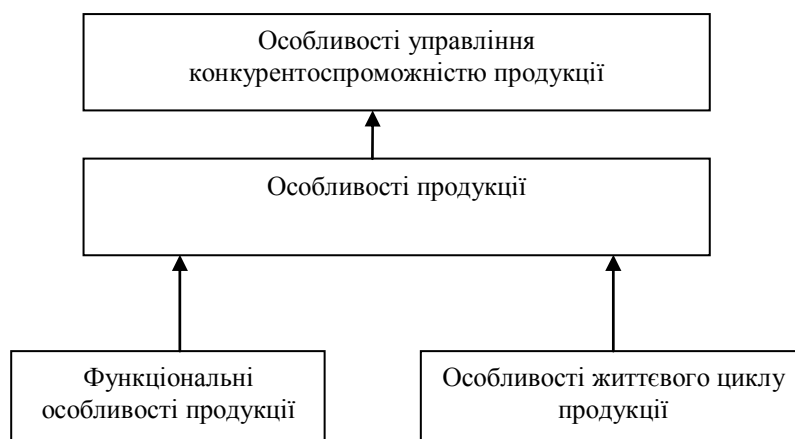 Особливості управління
конкурентоспроможністю продукції
Особливості продукції
Функціональні
особливості продукції
Особливості життєвого циклу
продукції